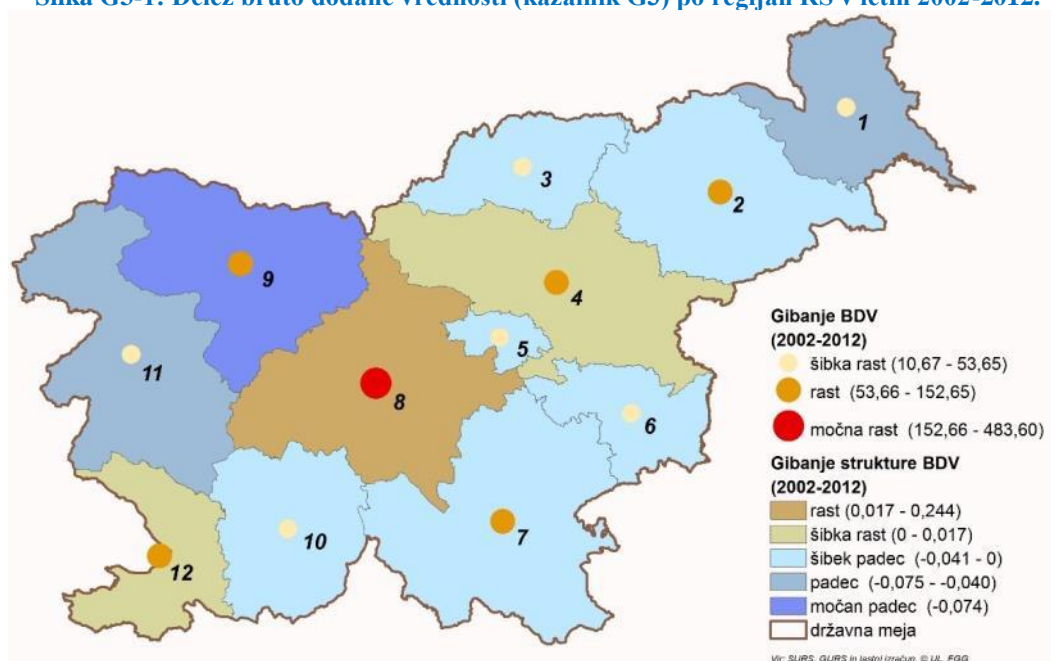 Slika G5-1: Delež bruto dodane vrednosti (kazalnik G5) po regijah RS v letih 2002-2012.
1
3
2
9
4
5
11
8
6
10
7
12
Gibanje BDV
(2002-2012)
šibka rast (10,67 - 53,65)
rast (53,66 - 152,65)
močna rast (152,66 - 483,60)
Gibanje strukture BDV
(2002-2012)
rast (0,017 - 0,244)
šibka rast (0 - 0,017)
šibek padec (-0,041 - 0)
padec (-0,075 - -0,040)
močan padec (-0,074)
državna meja
Vir: SURS, GURS in lastni izračun, © UL, FGG